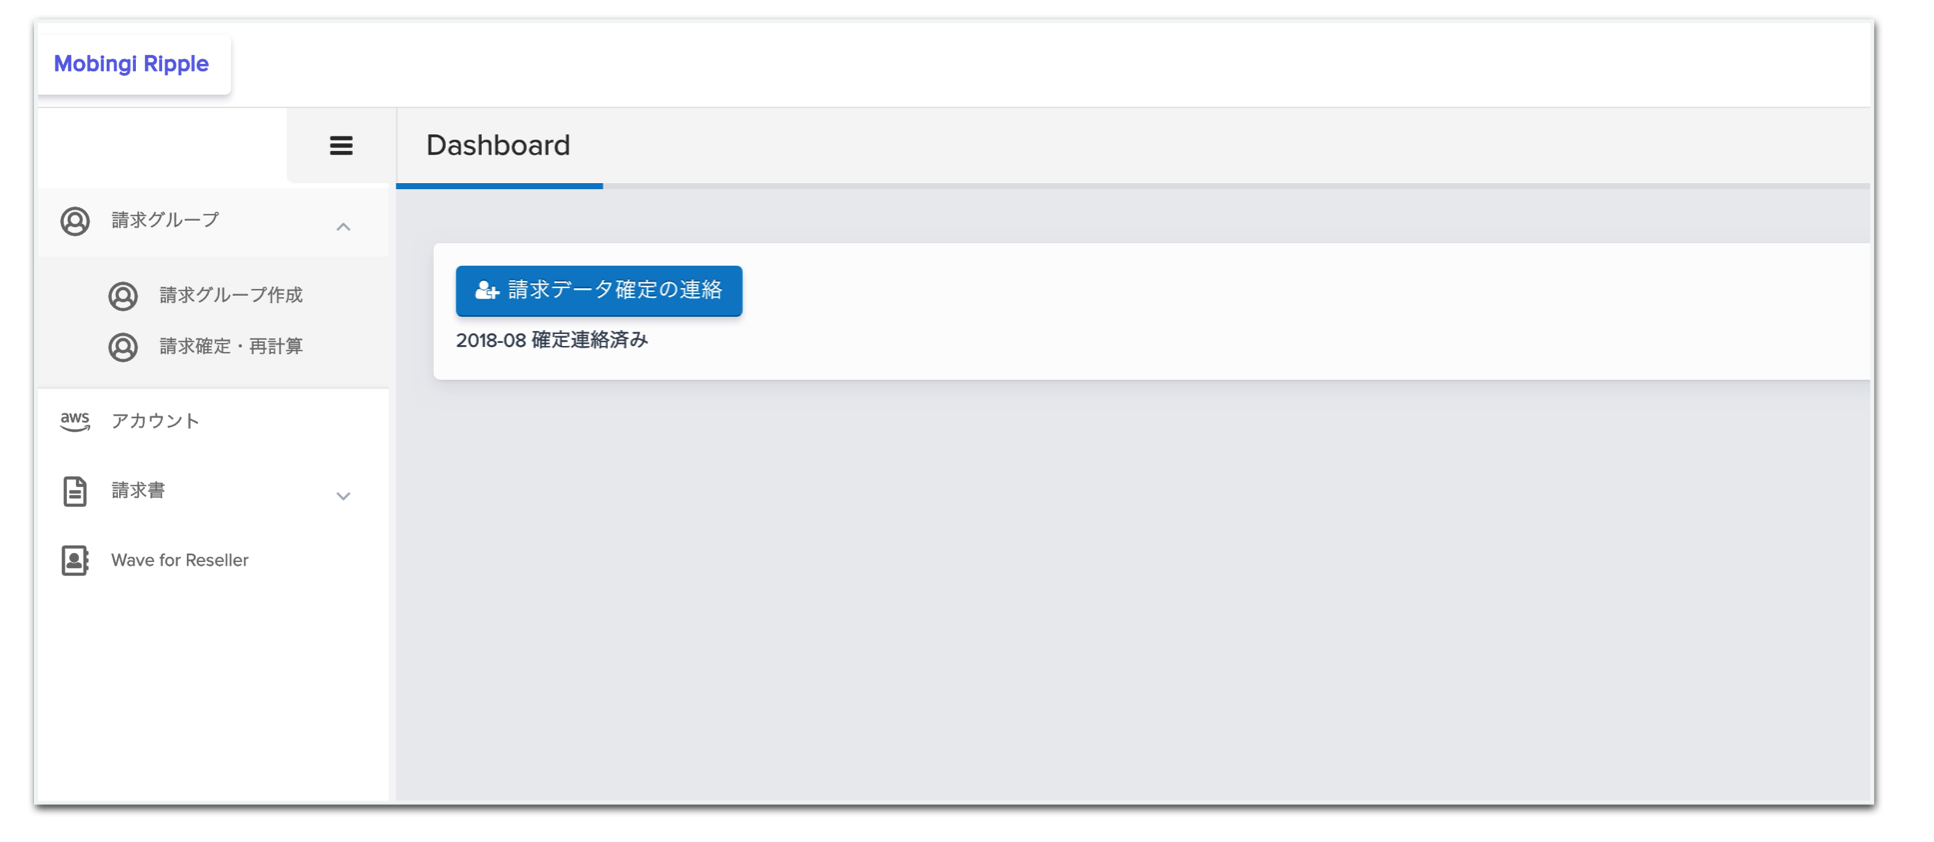 Mobingi Ripple
Dashboard
請求グループ
請求グループ作成
請求確定・再計算
aws アカウント
請求書
Wave for Reseller
請求データ確定の連絡
2018-08 確定連絡済み